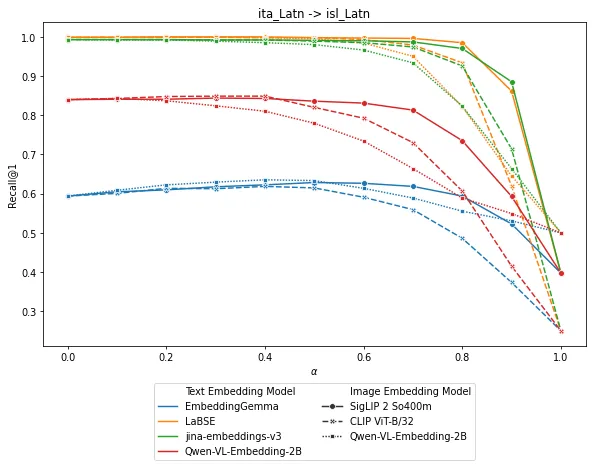 ita_Latn -> isl_Latn
Recall@1
1.0
0.9
0.8
0.7
0.6
0.5
0.4
0.3
0.0 0.2 0.4 0.6 0.8 1.0
α
Text Embedding Model Image Embedding Model
EmbeddingGemma SigLIP 2 So400m
LaBSE CLIP ViT-B/32
jina-embeddings-v3 Qwen-VL-Embedding-2B
Qwen-VL-Embedding-2B